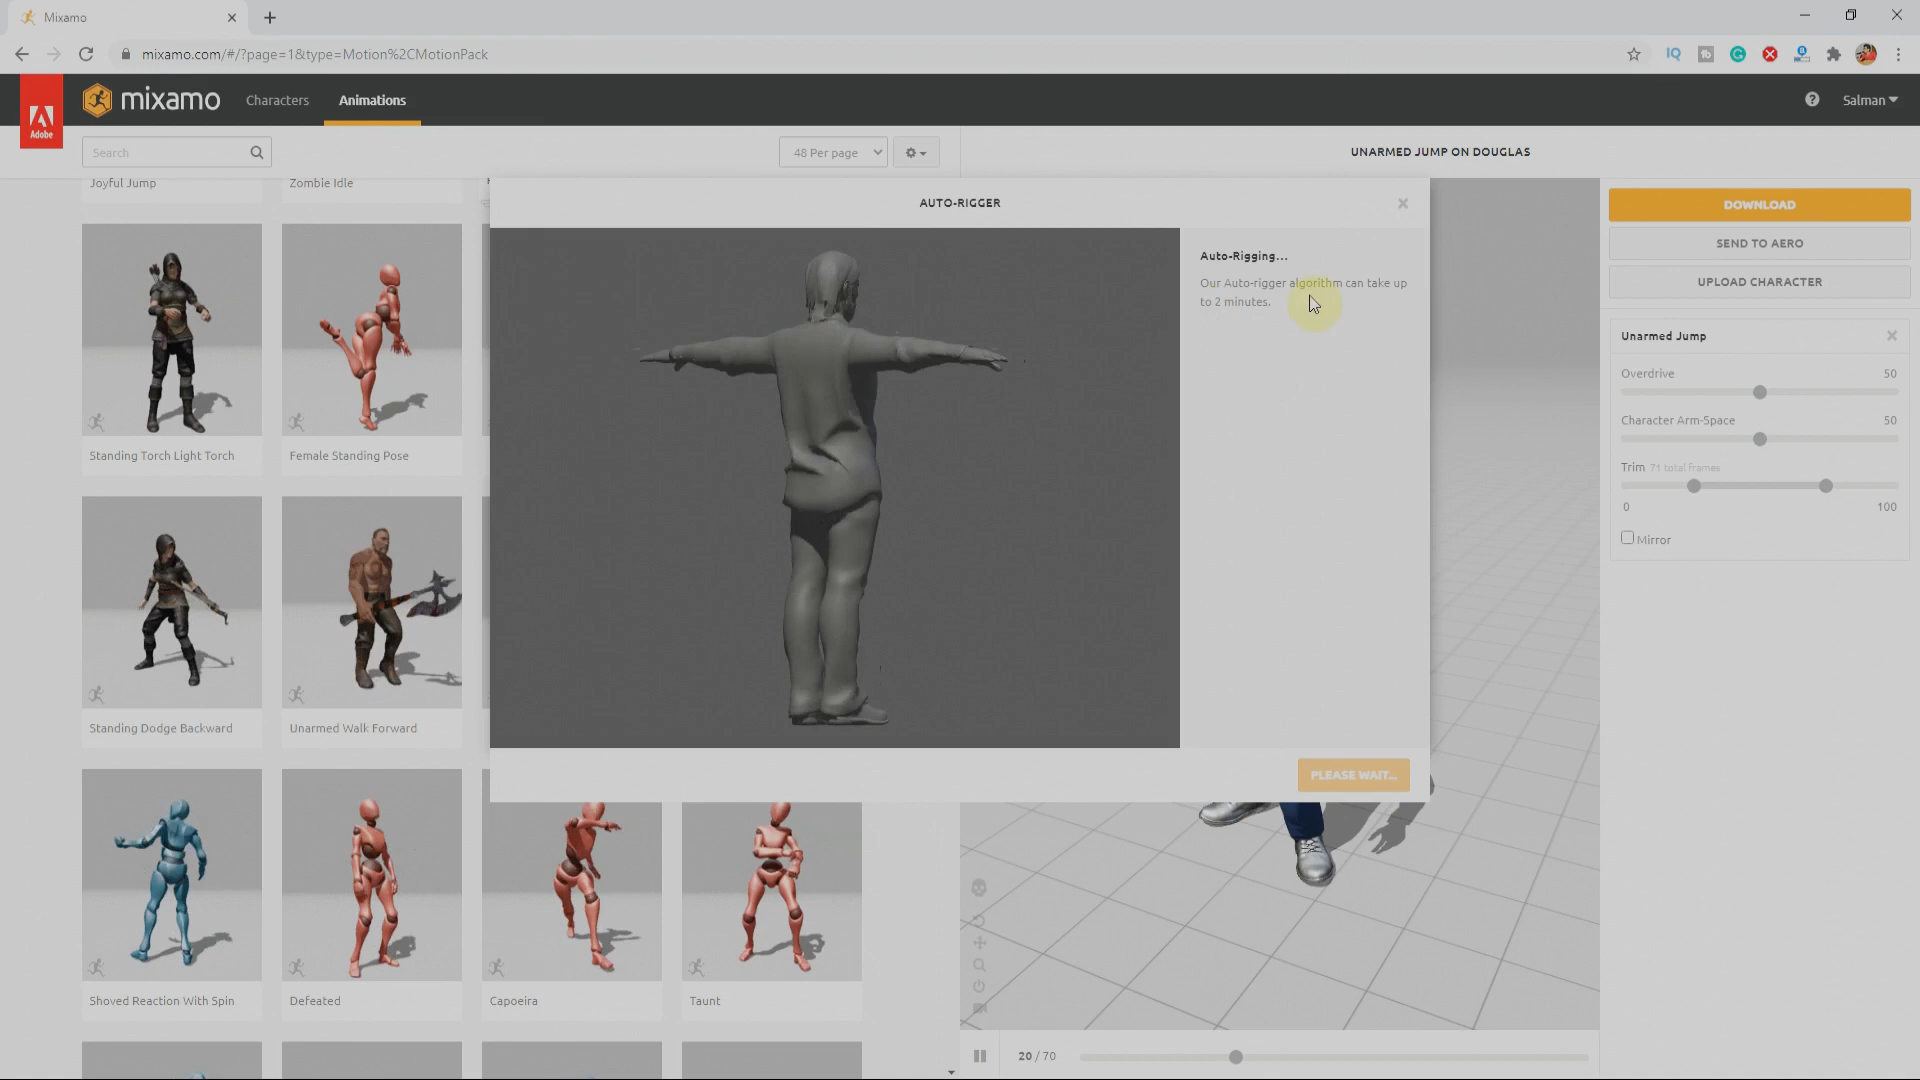 Mixamo
mixamo.com/#/?page=1&type=Motion%2CMotionPack
Adobe
mixamo
Characters
Animations
Salman
Search
48 Per page
UNARMED JUMP ON DOUGLAS
Joyful Jump
Zombie Idle
AUTO-RIGGER
Auto-Rigging...
Our Auto-rigger algorithm can take up
to 2 minutes.
PLEASE WAIT...
DOWNLOAD
SEND TO AERO
UPLOAD CHARACTER
Unarmed Jump
Overdrive 50
Character Arm-Space 50
Trim 71 total frames
0 100
Mirror
Standing Torch Light Torch
Female Standing Pose
Standing Dodge Backward
Unarmed Walk Forward
Shoved Reaction With Spin
Defeated
Capoeira
Taunt
20 / 70